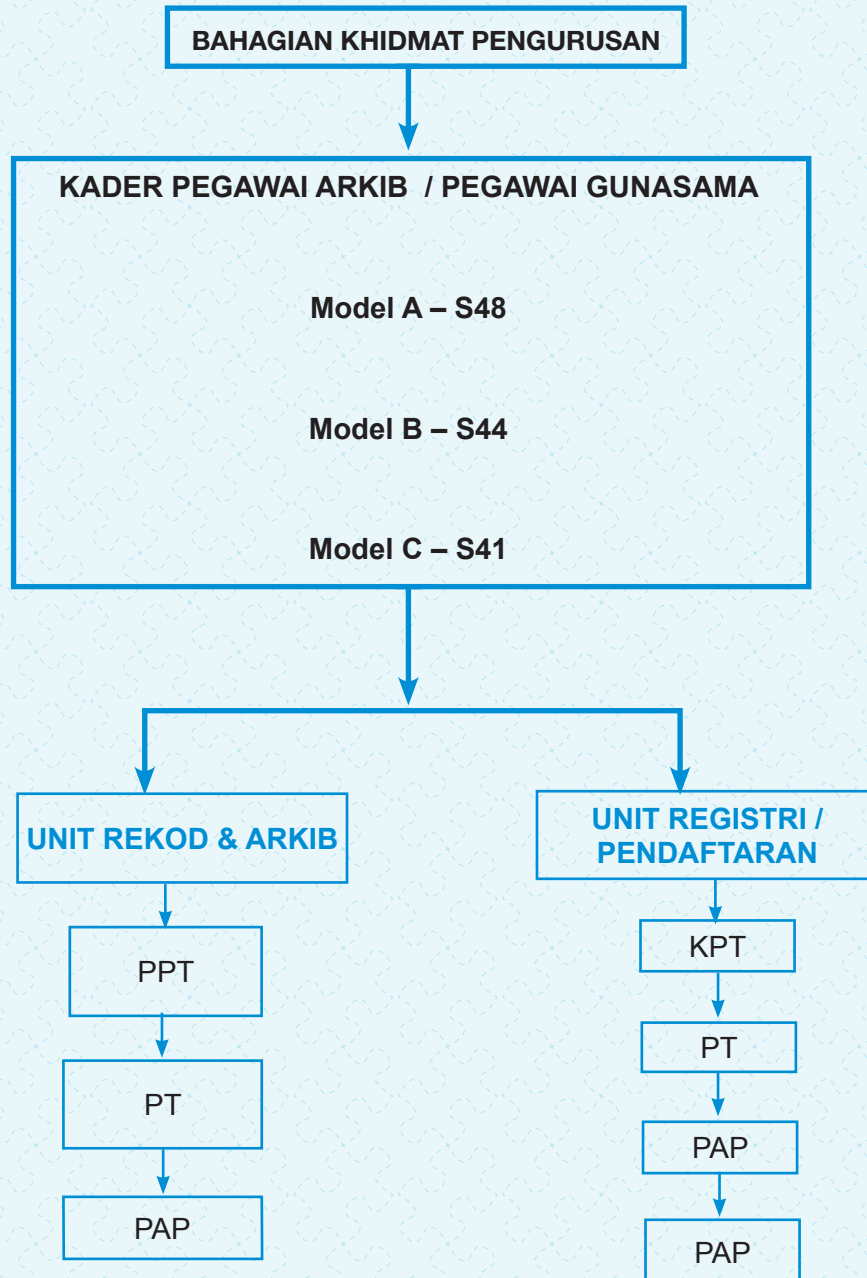 BAHAGIAN KHIDMAT PENGURUSAN
KADER PEGAWAI ARKIB / PEGAWAI GUNASAMA
Model A – S48
Model B – S44
Model C – S41
UNIT REKOD & ARKIB
PPT
PT
PAP
UNIT REGISTRI /
PENDAFTARAN
KPT
PT
PAP
PAP